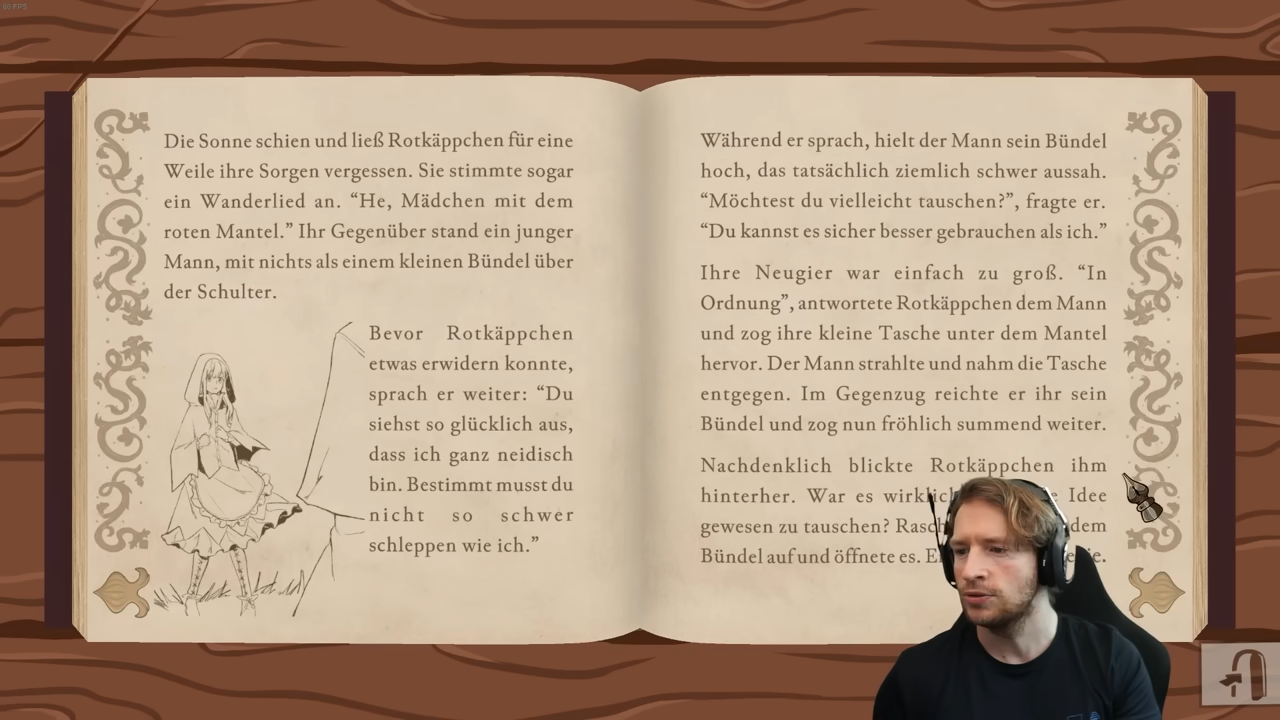 60 FPS
Die Sonne schien und ließ Rotkäppchen für eine
Weile ihre Sorgen vergessen. Sie stimmte sogar
ein Wanderlied an. “He, Mädchen mit dem
roten Mantel.” Ihr Gegenüber stand ein junger
Mann, mit nichts als einem kleinen Bündel über
der Schulter.
Bevor Rotkäppchen
etwas erwidern konnte,
sprach er weiter: “Du
siehst so glücklich aus,
dass ich ganz neidisch
bin. Bestimmt musst du
nicht so schwer
schleppen wie ich.”
Während er sprach, hielt der Mann sein Bündel
hoch, das tatsächlich ziemlich schwer aussah.
“Möchtest du vielleicht tauschen?”, fragte er.
“Du kannst es sicher besser gebrauchen als ich.”
Ihre Neugier war einfach zu groß. “In
Ordnung”, antwortete Rotkäppchen dem Mann
und zog ihre kleine Tasche unter dem Mantel
hervor. Der Mann strahlte und nahm die Tasche
entgegen. Im Gegenzug reichte er ihr sein
Bündel und zog nun fröhlich summend weiter.
Nachdenklich blickte Rotkäppchen ihm
hinterher. War es wirklich Idee
gewesen zu tauschen? dem
Bündel auf und öffnete es.